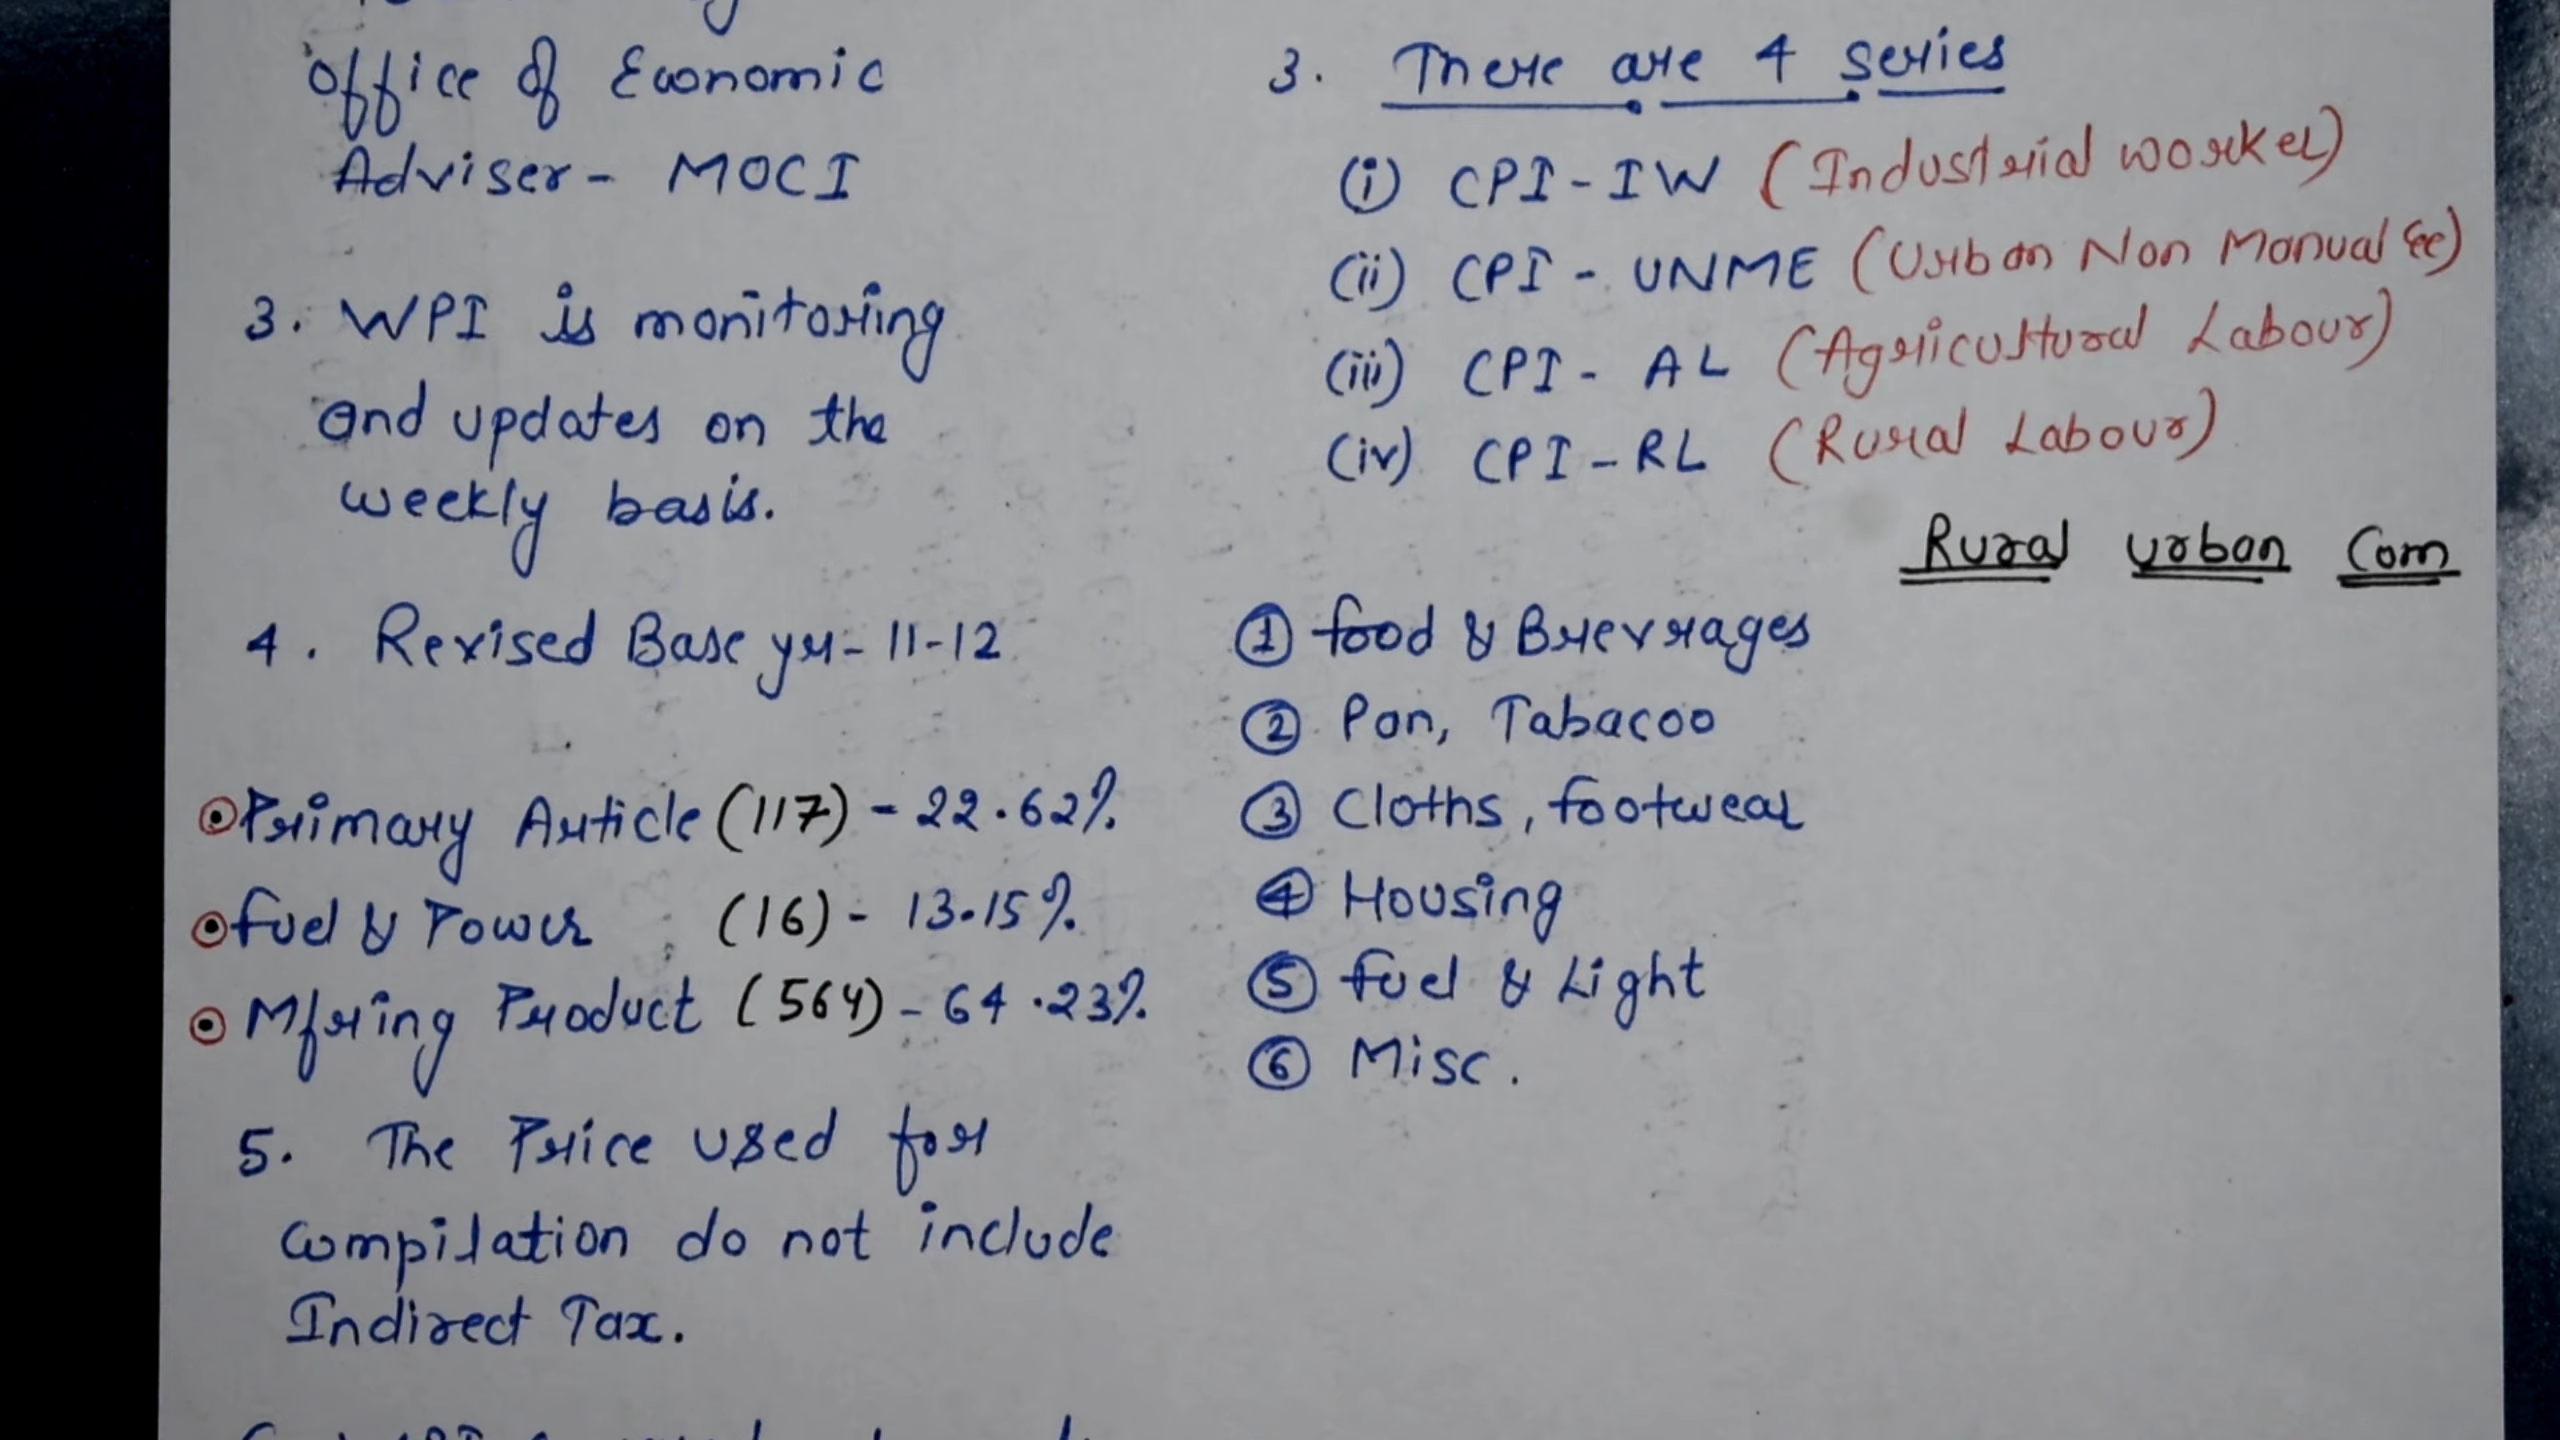 office of Economic
Adviser - MOCI
3. WPI is monitoring
and updates on the
weekly basis.
4. Revised Base yr - 11-12
Primary Article (117) - 22.62%
fuel & Power (16) - 13.15%
Mfring Product (564) - 64.23%
5. The Price used for
compilation do not include
Indirect Tax.
3. There are 4 series
(i) CPI - IW (Industrial worker)
(ii) CPI - UNME (Urban Non Manual Ee)
(iii) CPI - AL (Agricultural Labour)
(iv) CPI - RL (Rural Labour)
Rural urban Com
① food & Breverages
② Pan, Tabacoo
③ Cloths, footwear
④ Housing
⑤ fuel & Light
⑥ Misc.